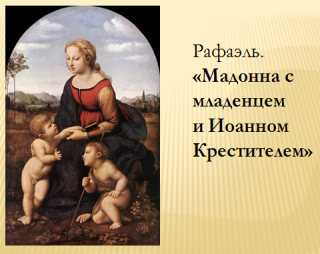 Рафаэль.
«Мадонна с
младенцем
и Иоанном
Крестителем»